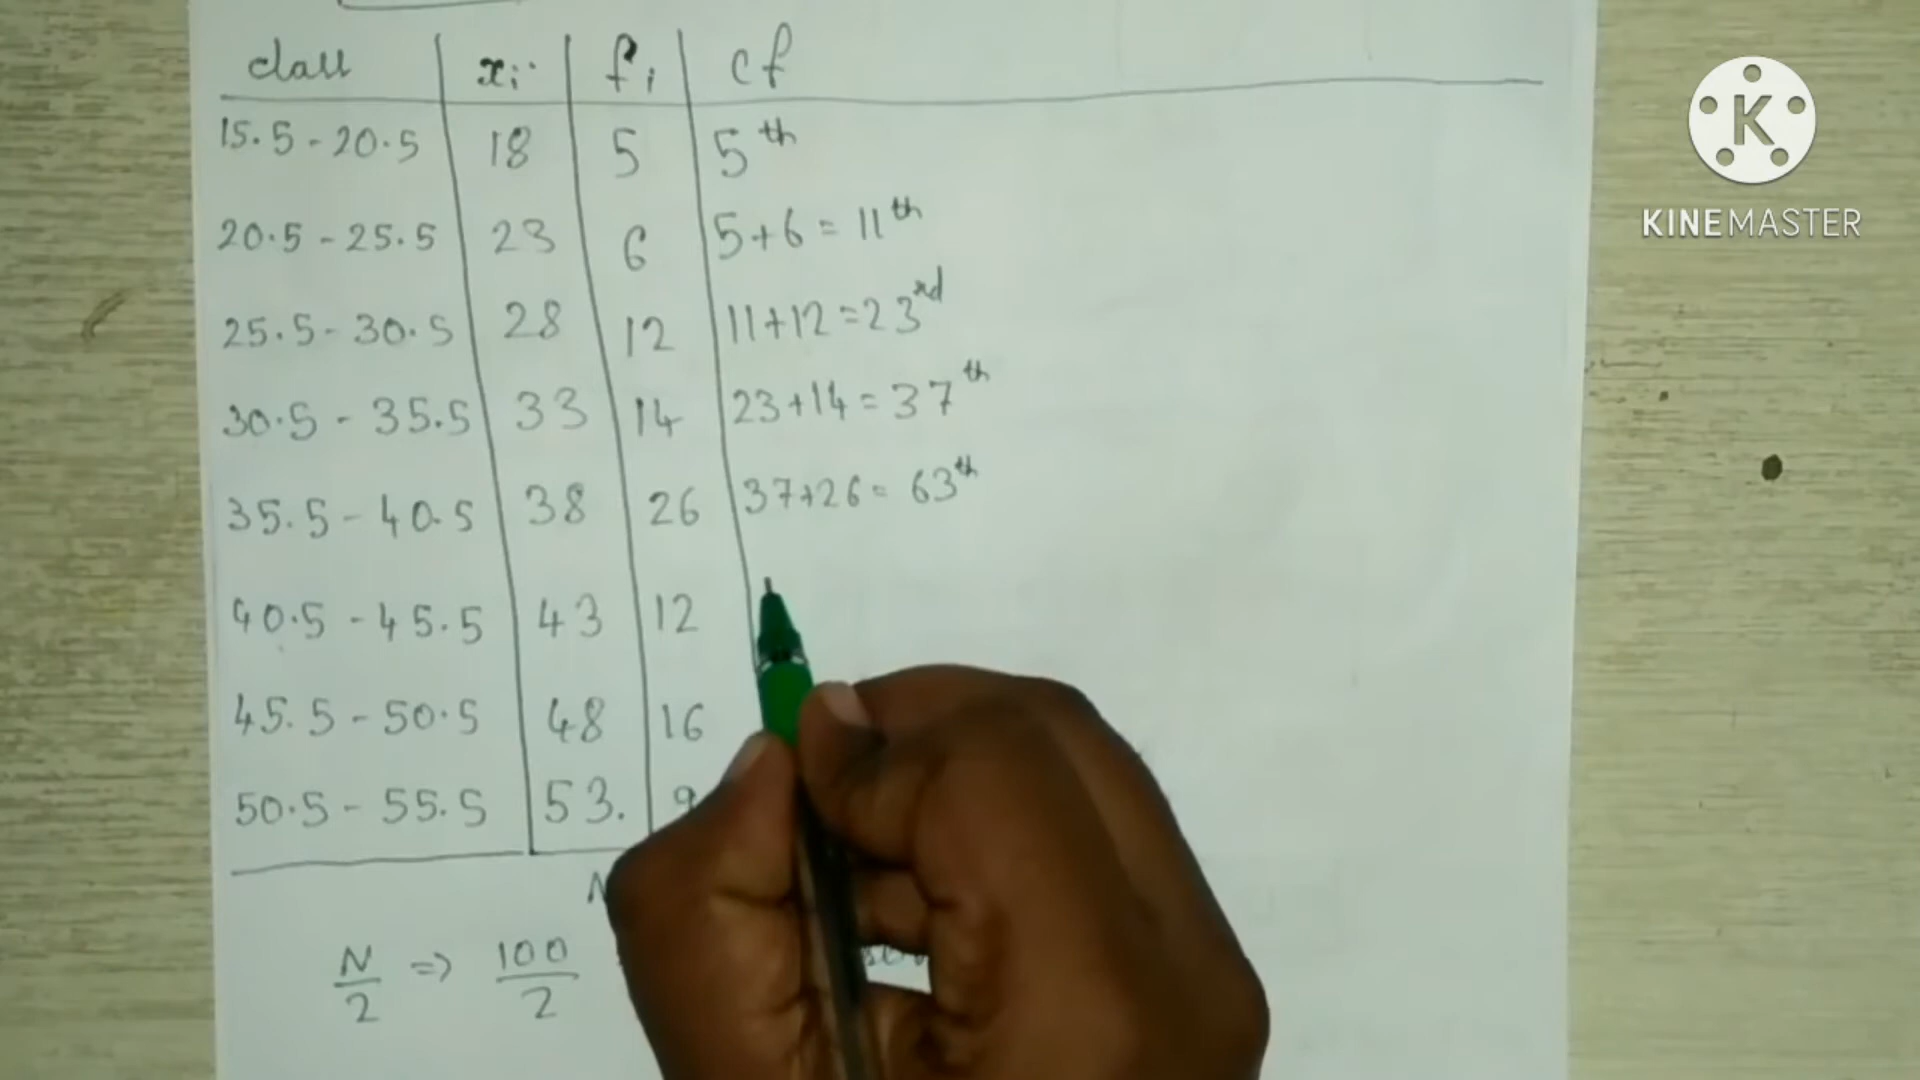 class xi fi cf
15.5 - 20.5 18 5 5th
20.5 - 25.5 23 6 5+6 = 11th
25.5 - 30.5 28 12 11+12 = 23rd
30.5 - 35.5 33 14 23+14 = 37th
35.5 - 40.5 38 26 37+26 = 63th
40.5 - 45.5 43 12
45.5 - 50.5 48 16
50.5 - 55.5 53. 9
N
N/2 => 100/2
K
KINEMASTER